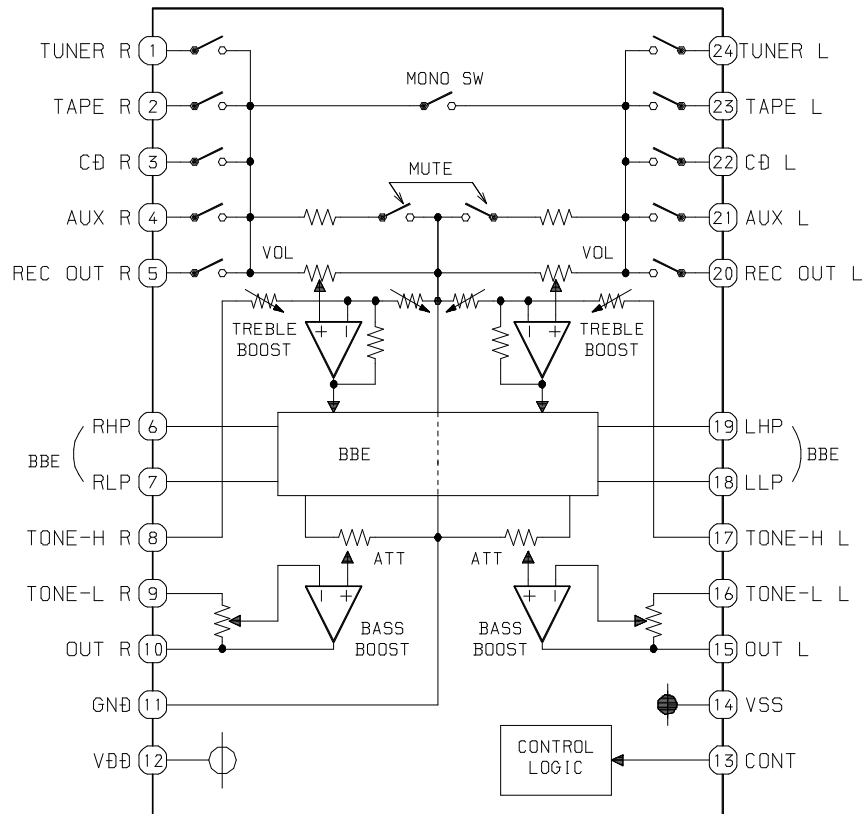 TUNER R 1
24 TUNER L
MONO SW
TAPE R 2
23 TAPE L
CD R 3
22 CD L
MUTE
AUX R 4
21 AUX L
VOL
VOL
REC OUT R 5
20 REC OUT L
TREBLE
BOOST
+ −
− +
TREBLE
BOOST
RHP 6
19 LHP
BBE
BBE
BBE
RLP 7
18 LLP
TONE-H R 8
17 TONE-H L
ATT
ATT
TONE-L R 9
16 TONE-L L
− +
+ −
BASS
BOOST
BASS
BOOST
OUT R 10
15 OUT L
GND 11
14 VSS
VDD 12
CONTROL
LOGIC
13 CONT